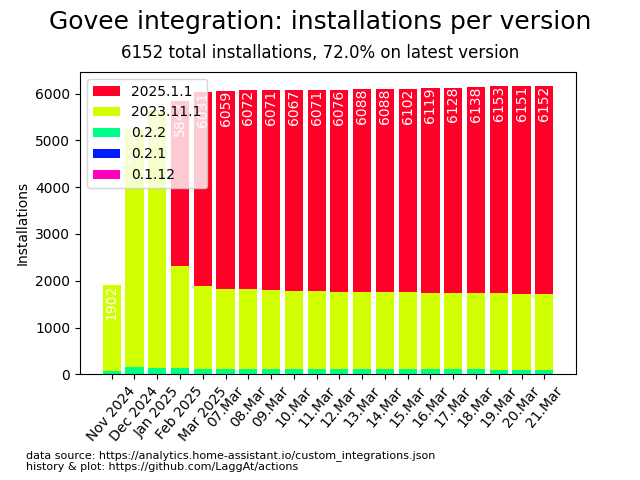 Govee integration: installations per version
6152 total installations, 72.0% on latest version
Installations
6000
5000
4000
3000
2000
1000
0
2025.1.1
2023.11.1
0.2.2
0.2.1
0.1.12
1902
6059
6072
6071
6067
6071
6076
6088
6088
6102
6119
6128
6138
6153
6151
6152
Nov 2024
Dec 2024
Jan 2025
Feb 2025
Mar 2025
07.Mar
08.Mar
09.Mar
10.Mar
11.Mar
12.Mar
13.Mar
14.Mar
15.Mar
16.Mar
17.Mar
18.Mar
19.Mar
20.Mar
21.Mar
data source: https://analytics.home-assistant.io/custom_integrations.json
history & plot: https://github.com/LaggAt/actions